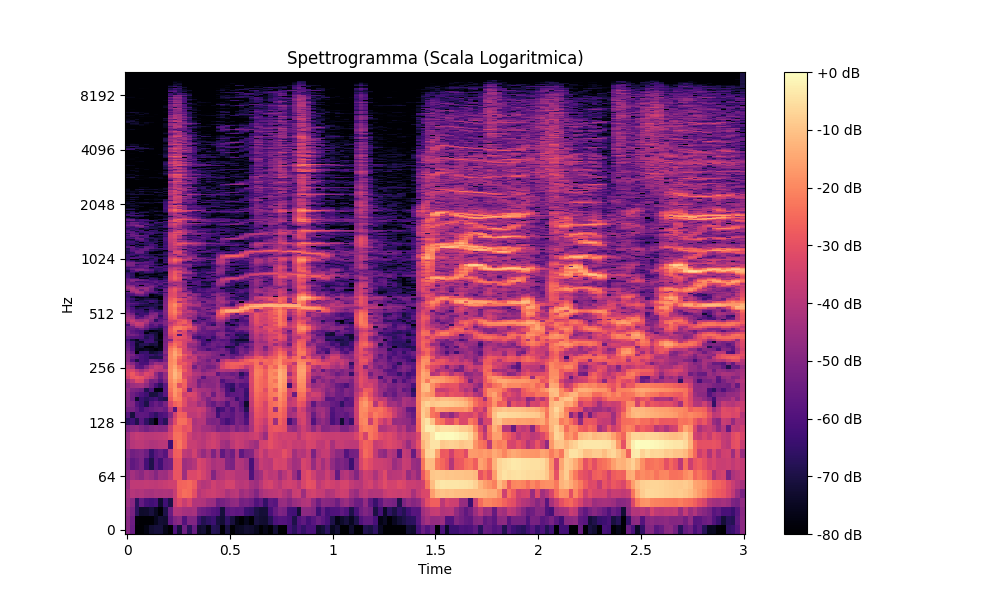 Spettrogramma (Scala Logaritmica)
+0 dB
8192
-10 dB
4096
-20 dB
2048
-30 dB
1024
Hz
-40 dB
512
-50 dB
256
-60 dB
128
-70 dB
64
0
-80 dB
0 0.5 1 1.5 2 2.5 3
Time